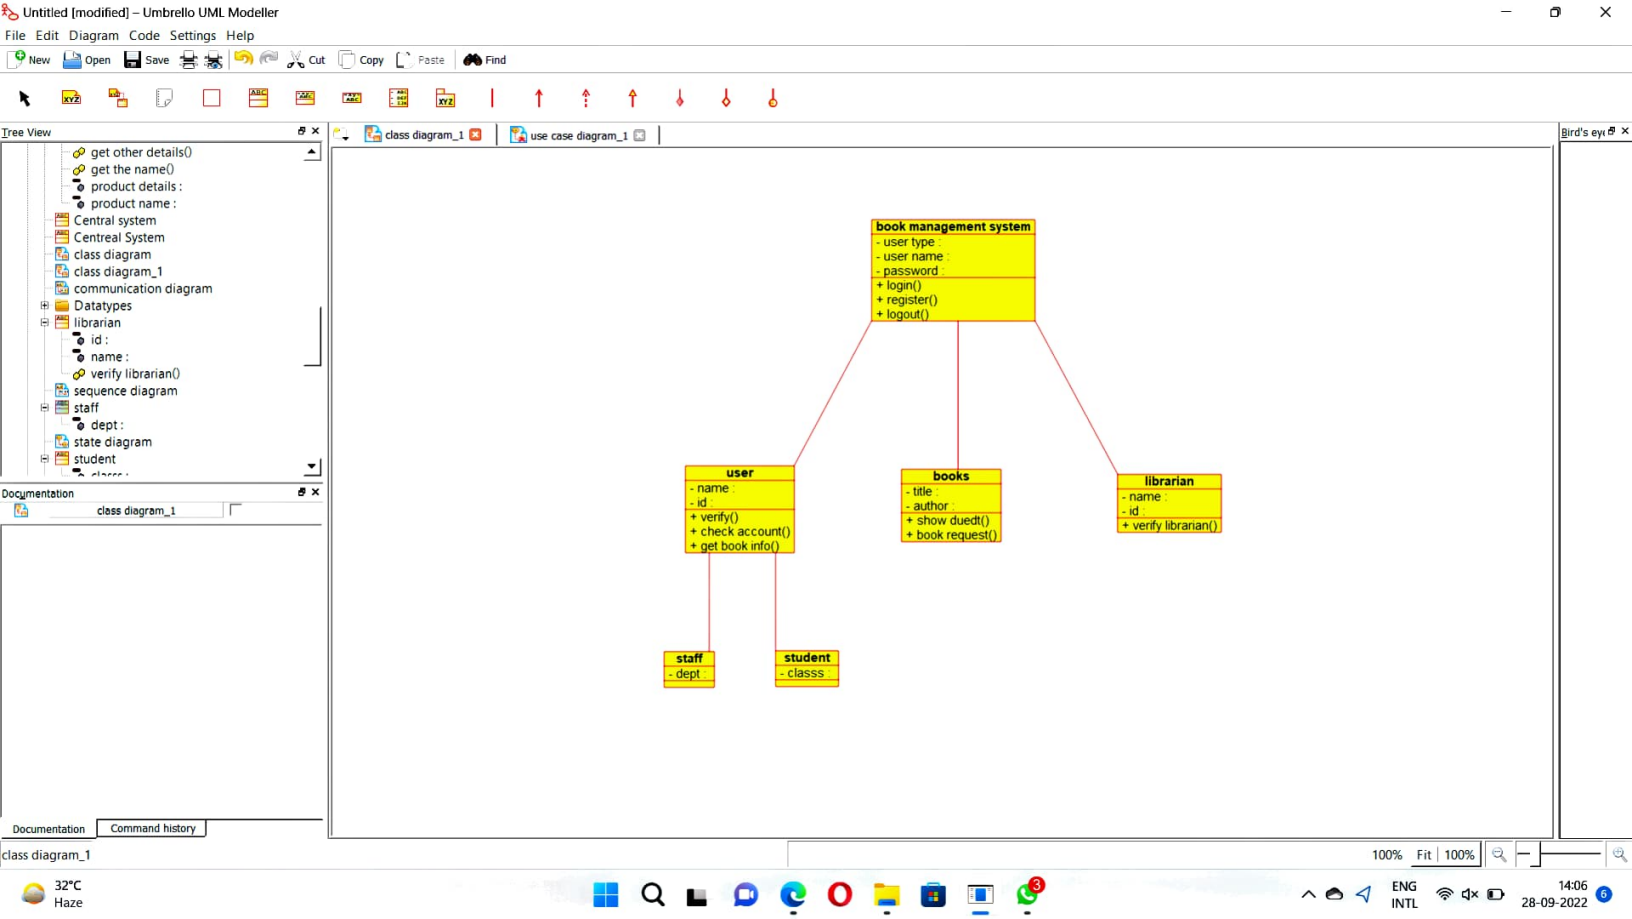 Untitled [modified] – Umbrello UML Modeller
File Edit Diagram Code Settings Help
New Open Save Cut Copy Paste Find
Tree View
class diagram_1
use case diagram_1
Bird's eye
get other details()
get the name()
product details :
product name :
Central system
Centreal System
class diagram
class diagram_1
communication diagram
Datatypes
librarian
id :
name :
verify librarian()
sequence diagram
staff
dept :
state diagram
student
classs :
Documentation
class diagram_1
Documentation
Command history
class diagram_1
book management system
- user type :
- user name :
- password :
+ login()
+ register()
+ logout()
user
- name :
- id :
+ verify()
+ check account()
+ get book info()
books
- title :
- author :
+ show duedt()
+ book request()
librarian
- name :
- id :
+ verify librarian()
staff
- dept :
student
- classs :
100% Fit 100%
32°C
Haze
3
ENG
INTL
14:06
28-09-2022
6